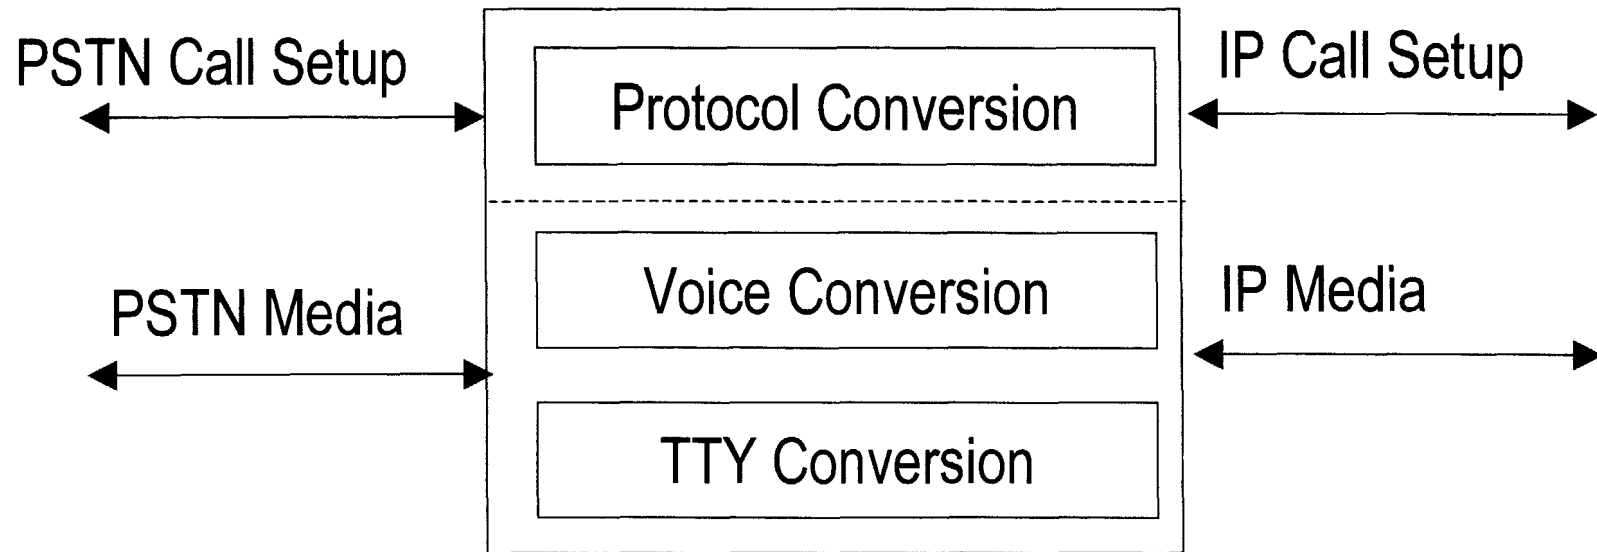 PSTN Call Setup
Protocol Conversion
IP Call Setup
PSTN Media
Voice Conversion
IP Media
TTY Conversion